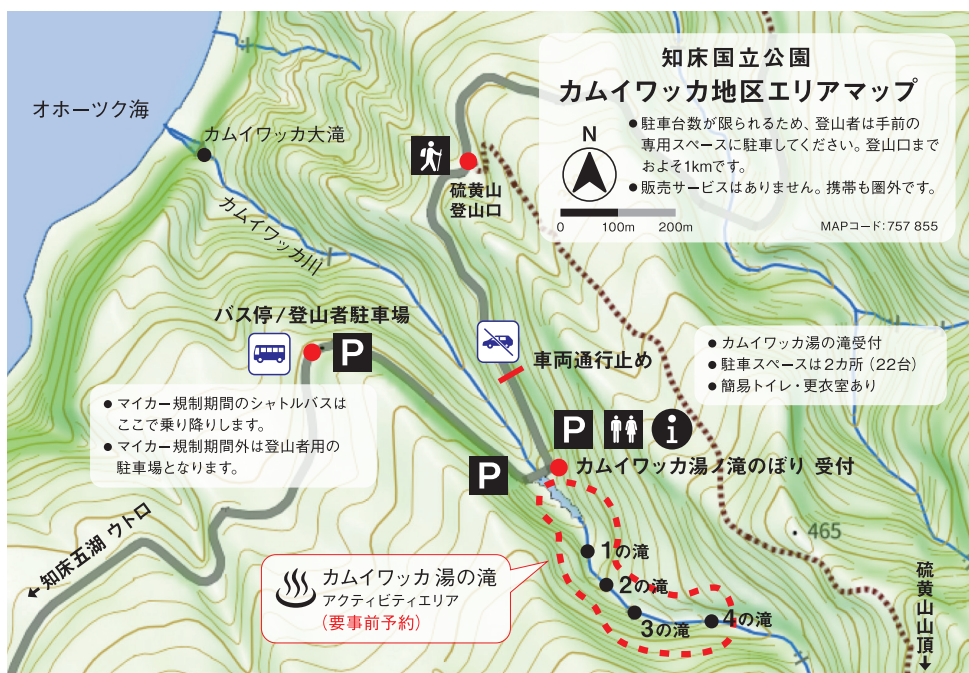 知床国立公園
カムイワッカ地区エリアマップ
●駐車台数が限られるため、登山者は手前の
専用スペースに駐車してください。登山口まで
およそ1kmです。
●販売サービスはありません。携帯も圏外です。
N
0 100m 200m
MAPコード:757 855
オホーツク海
カムイワッカ大滝
カムイワッカ川
硫黄山
登山口
バス停/登山者駐車場
P
●マイカー規制期間のシャトルバスは
ここで乗り降りします。
●マイカー規制期間外は登山者用の
駐車場となります。
車両通行止め
●カムイワッカ湯の滝受付
●駐車スペースは2カ所(22台)
●簡易トイレ・更衣室あり
P i
P
カムイワッカ湯ノ滝のぼり 受付
1の滝
2の滝
3の滝
4の滝
・465
←知床五湖 ウトロ
カムイワッカ 湯の滝
アクティビティエリア
(要事前予約)
硫黄山山頂→